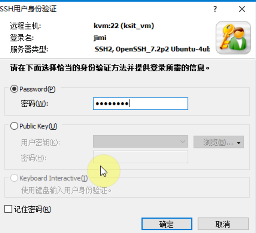 SSH用户身份验证
远程主机: kvm:22 (ksit_vm)
登录名: jimi
服务器类型: SSH2, OpenSSH_7.2p2 Ubuntu-4ub
请在下面选择恰当的身份验证方法并提供登录所需的信息。
Password(P)
密码(W):
Public Key(U)
用户密钥(E):
浏览(B)...
密码(H):
Keyboard Interactive(I)
使用键盘输入用户身份验证。
记住密码(R)
确定
取消